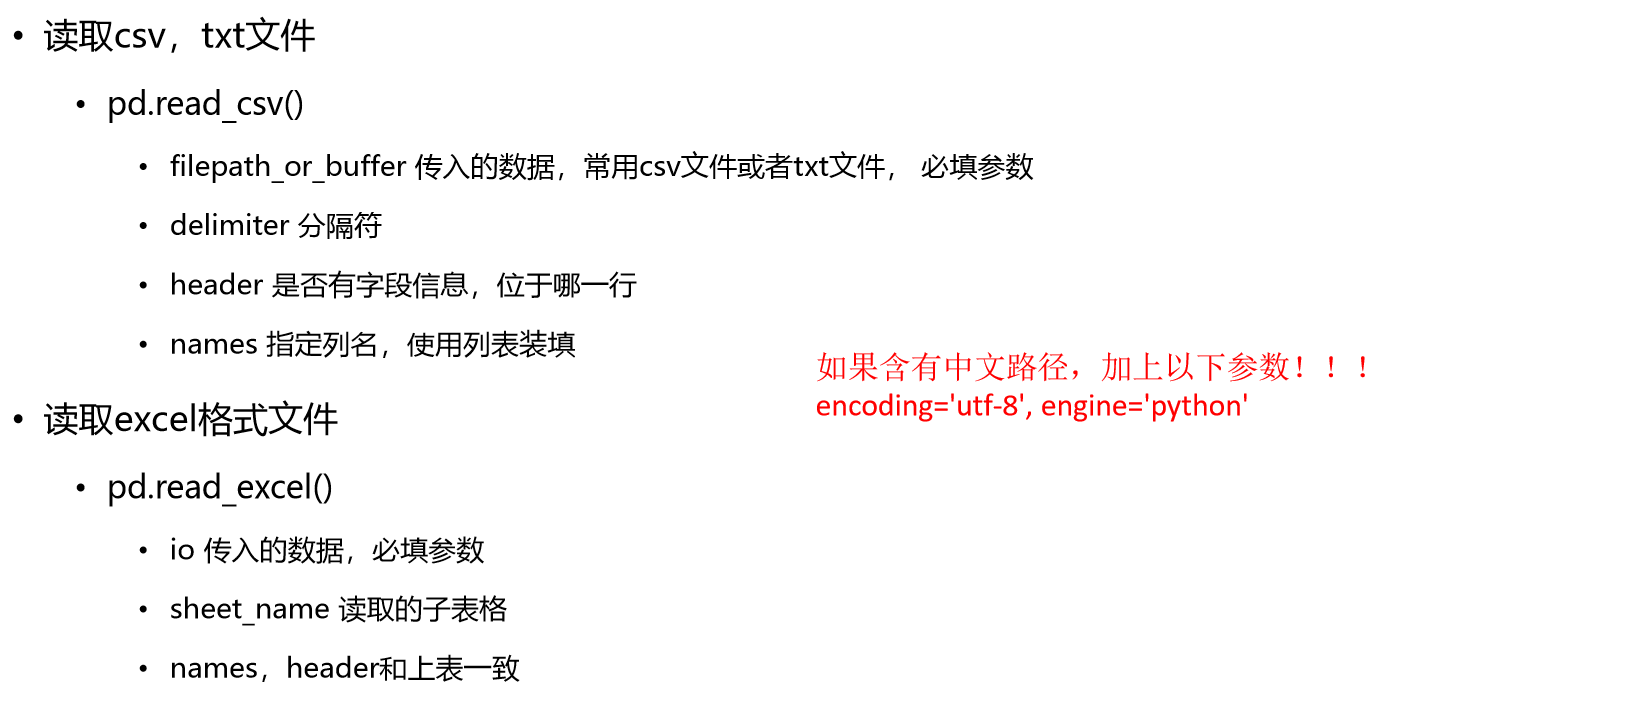 • 读取csv，txt文件
• pd.read_csv()
• filepath_or_buffer 传入的数据，常用csv文件或者txt文件， 必填参数
• delimiter 分隔符
• header 是否有字段信息，位于哪一行
• names 指定列名，使用列表装填
如果含有中文路径，加上以下参数！！！
encoding='utf-8', engine='python'
• 读取excel格式文件
• pd.read_excel()
• io 传入的数据，必填参数
• sheet_name 读取的子表格
• names，header和上表一致